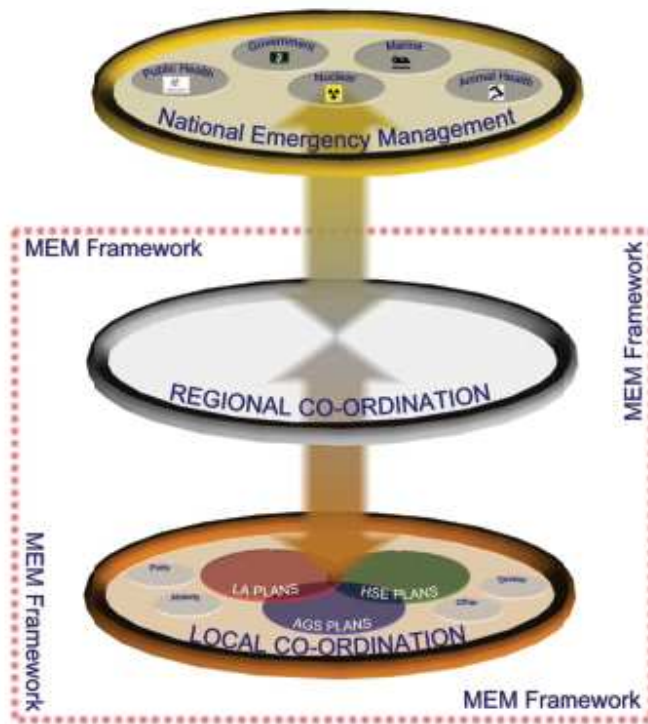 Government
Marine
Public Health
Nuclear
Animal Health
National Emergency Management
MEM Framework
MEM Framework
REGIONAL CO-ORDINATION
MEM Framework
LA PLANS
HSE PLANS
Other
AGS PLANS
LOCAL CO-ORDINATION
MEM Framework